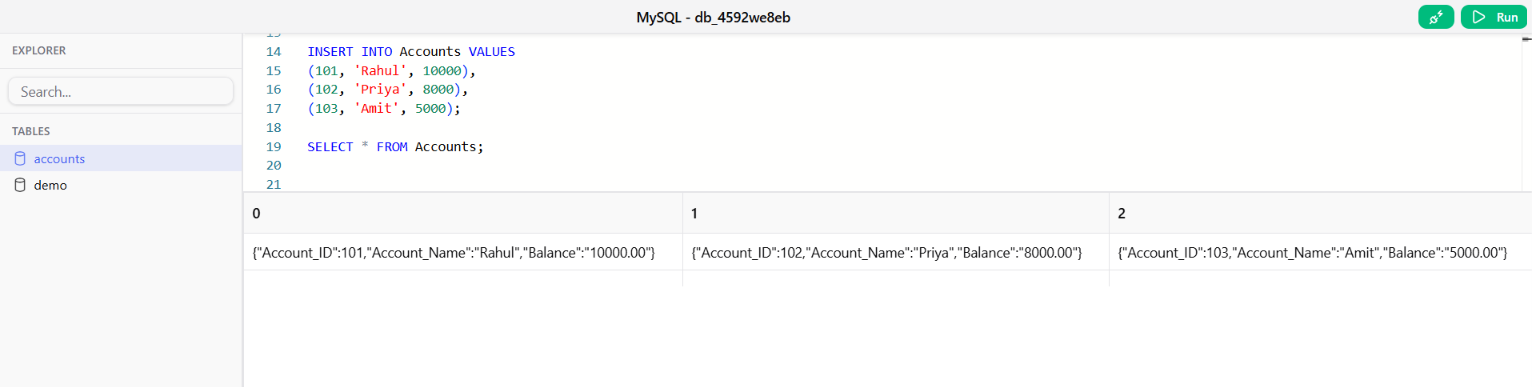 MySQL - db_4592we8eb
Run
EXPLORER
Search...
TABLES
accounts
demo
13
14 INSERT INTO Accounts VALUES
15 (101, 'Rahul', 10000),
16 (102, 'Priya', 8000),
17 (103, 'Amit', 5000);
18
19 SELECT * FROM Accounts;
20
21
0 1 2
{"Account_ID":101,"Account_Name":"Rahul","Balance":"10000.00"} {"Account_ID":102,"Account_Name":"Priya","Balance":"8000.00"} {"Account_ID":103,"Account_Name":"Amit","Balance":"5000.00"}